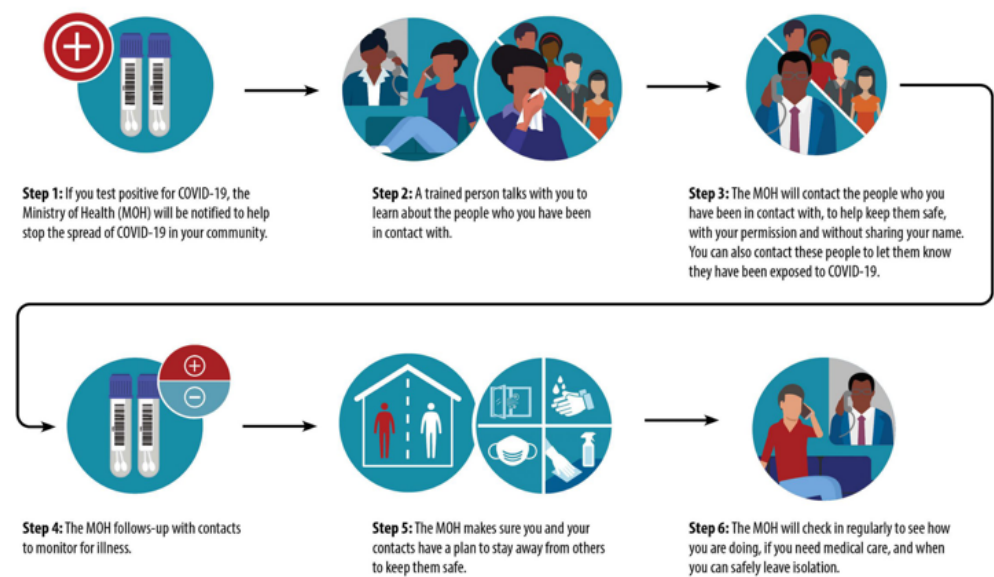 Step 1: If you test positive for COVID-19, the
Ministry of Health (MOH) will be notified to help
stop the spread of COVID-19 in your community.
Step 2: A trained person talks with you to
learn about the people who you have been
in contact with.
Step 3: The MOH will contact the people who you
have been in contact with, to help keep them safe,
with your permission and without sharing your name.
You can also contact these people to let them know
they have been exposed to COVID-19.
Step 4: The MOH follows-up with contacts
to monitor for illness.
Step 5: The MOH makes sure you and your
contacts have a plan to stay away from others
to keep them safe.
Step 6: The MOH will check in regularly to see how
you are doing, if you need medical care, and when
you can safely leave isolation.